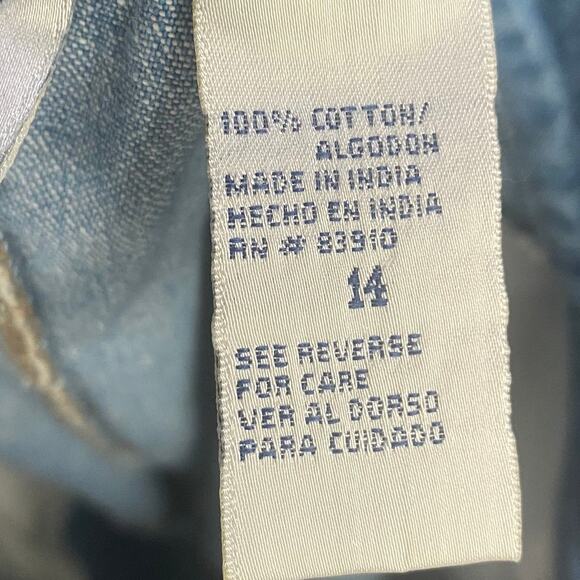 100% COTTON/
ALGODON
MADE IN INDIA
HECHO EN INDIA
RN # 83910
14
SEE REVERSE
FOR CARE
VER AL DORSO
PARA CUIDADO